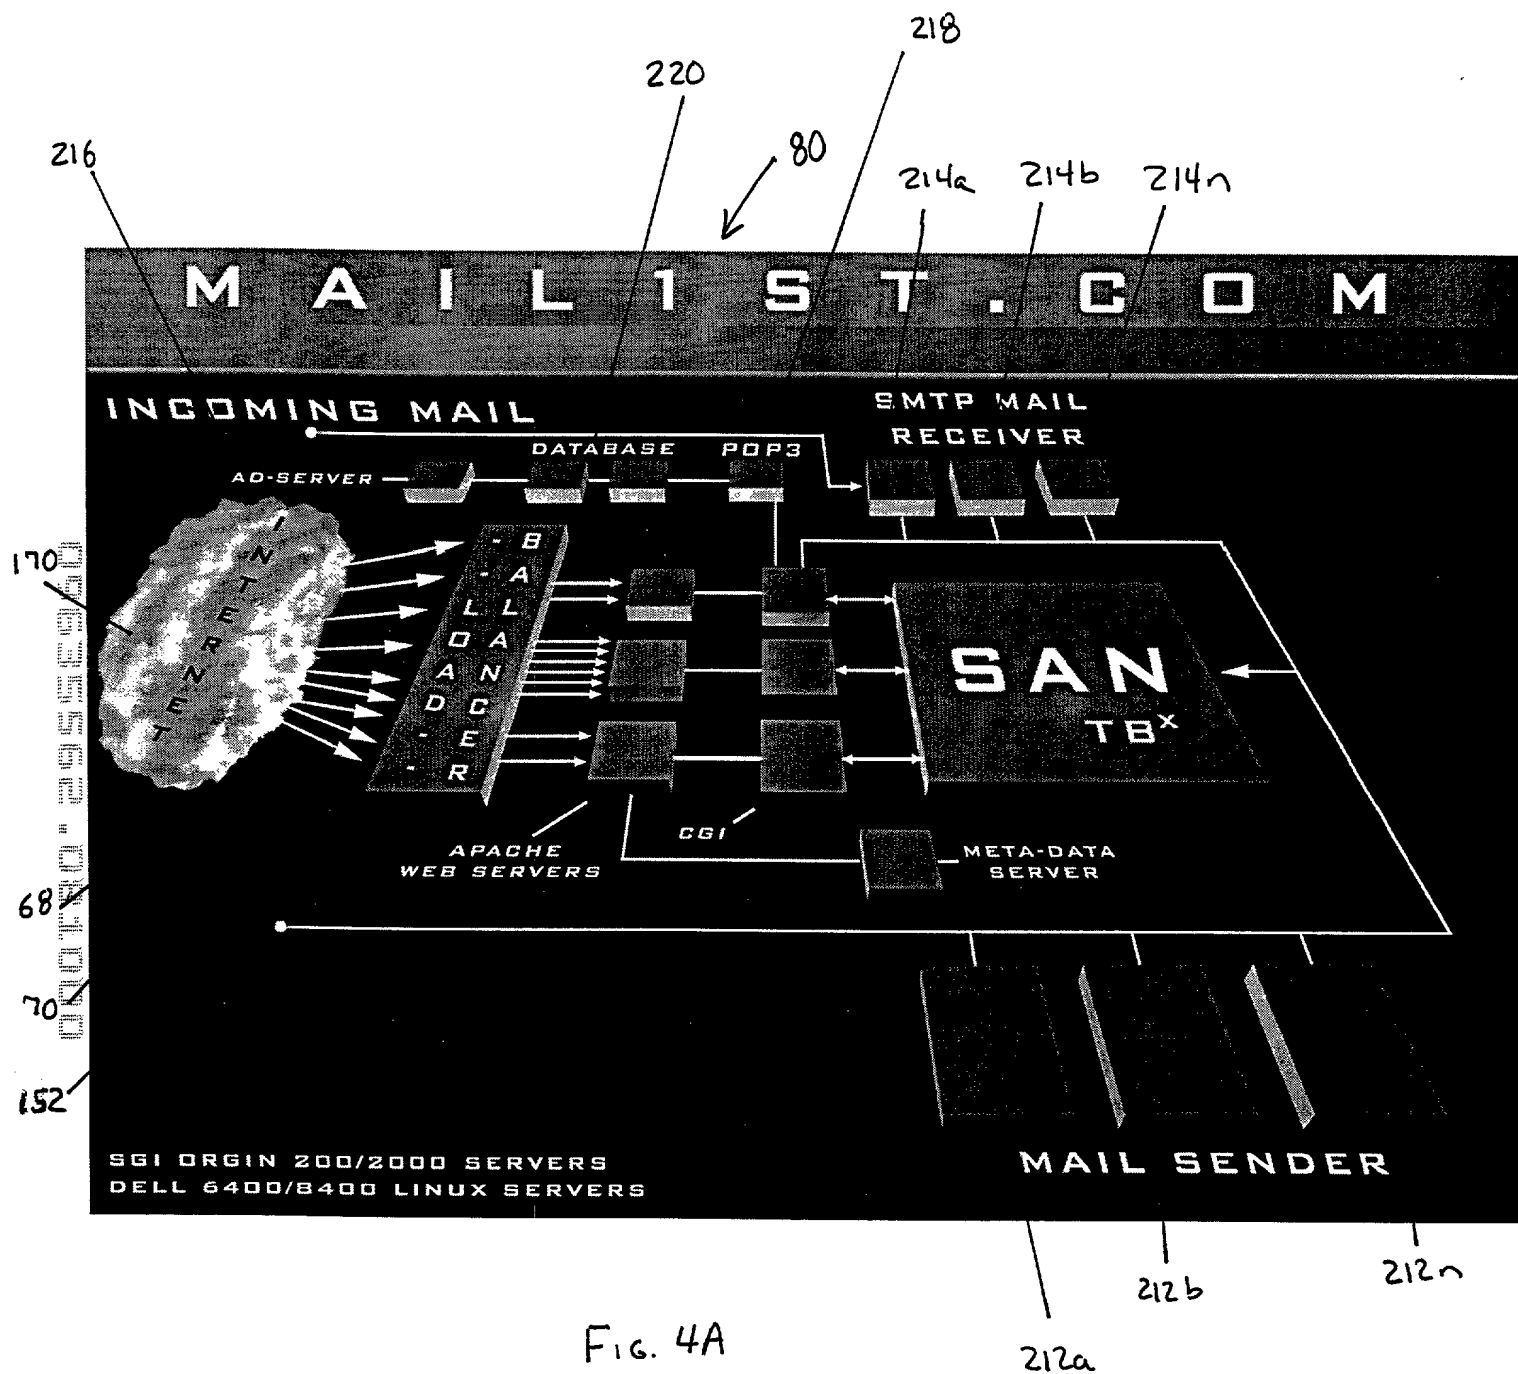 218
220
80
216
214a 214b 214n
MAIL1ST.COM
INCOMING MAIL
SMTP MAIL
RECEIVER
DATABASE POP3
AD-SERVER
INTERNET
170
- LOAD -
- BALANCER
SAN
TBx
CGI
APACHE
WEB SERVERS
META-DATA
SERVER
68
70
152
MAIL SENDER
SGI ORGIN 200/2000 SERVERS
DELL 6400/8400 LINUX SERVERS
212n
212b
212a
FIG. 4A